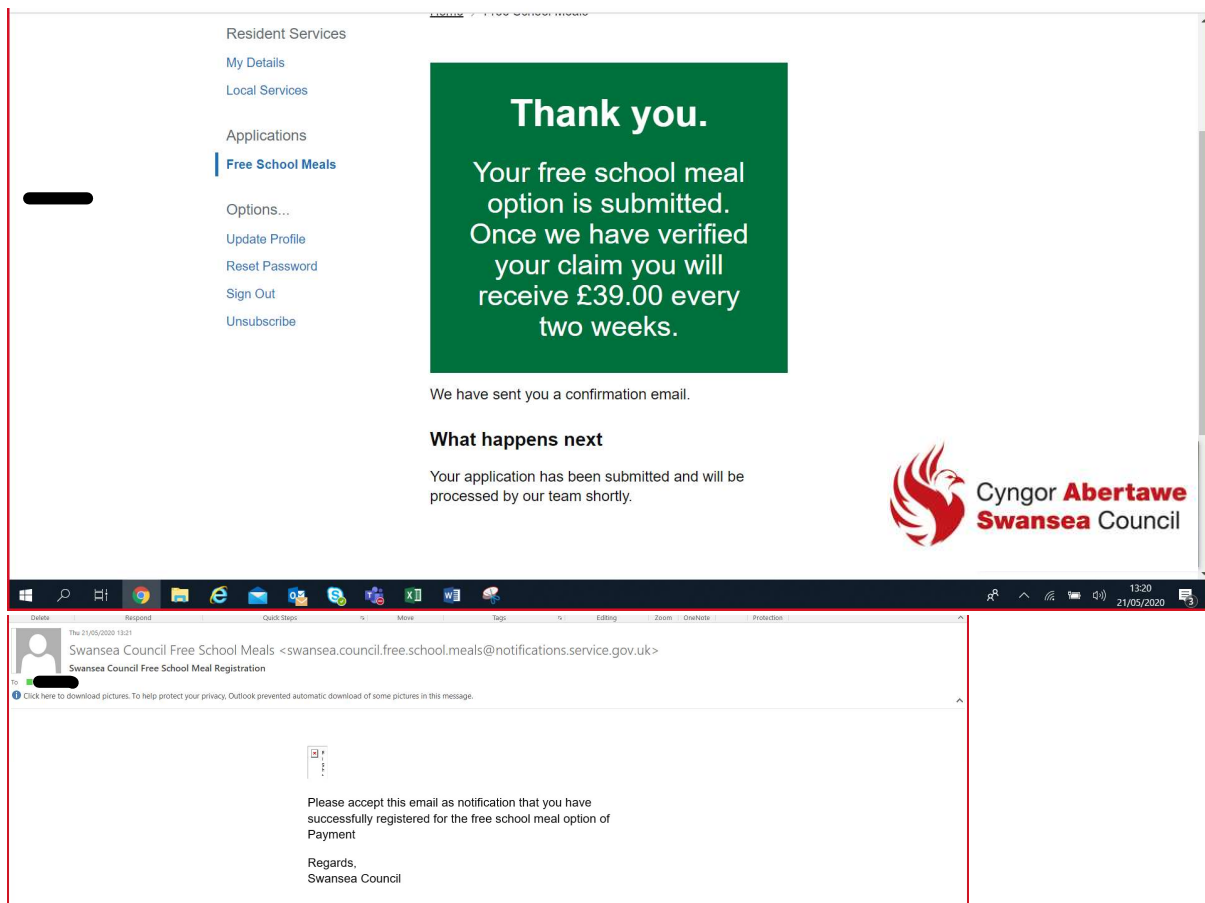 Home > Free School Meals
Resident Services
My Details
Local Services
Applications
Free School Meals
Options...
Update Profile
Reset Password
Sign Out
Unsubscribe
Thank you.
Your free school meal
option is submitted.
Once we have verified
your claim you will
receive £39.00 every
two weeks.
We have sent you a confirmation email.
What happens next
Your application has been submitted and will be
processed by our team shortly.
Cyngor Abertawe
Swansea Council
13:20
21/05/2020
3
Delete Respond Quick Steps Move Tags Editing Zoom OneNote Protection
Thu 21/05/2020 13:21
Swansea Council Free School Meals <swansea.council.free.school.meals@notifications.service.gov.uk>
Swansea Council Free School Meal Registration
To
Click here to download pictures. To help protect your privacy, Outlook prevented automatic download of some pictures in this message.
Please accept this email as notification that you have
successfully registered for the free school meal option of
Payment
Regards,
Swansea Council